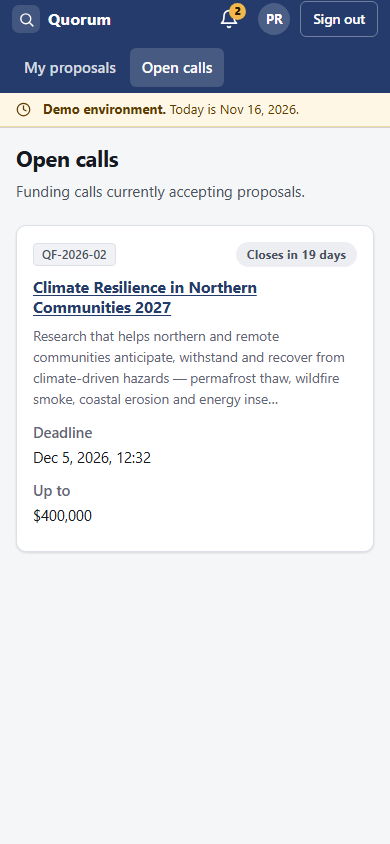 Quorum
2
PR
Sign out
My proposals
Open calls
Demo environment. Today is Nov 16, 2026.
Open calls
Funding calls currently accepting proposals.
QF-2026-02
Closes in 19 days
Climate Resilience in Northern
Communities 2027
Research that helps northern and remote
communities anticipate, withstand and recover from
climate-driven hazards — permafrost thaw, wildfire
smoke, coastal erosion and energy inse...
Deadline
Dec 5, 2026, 12:32
Up to
$400,000